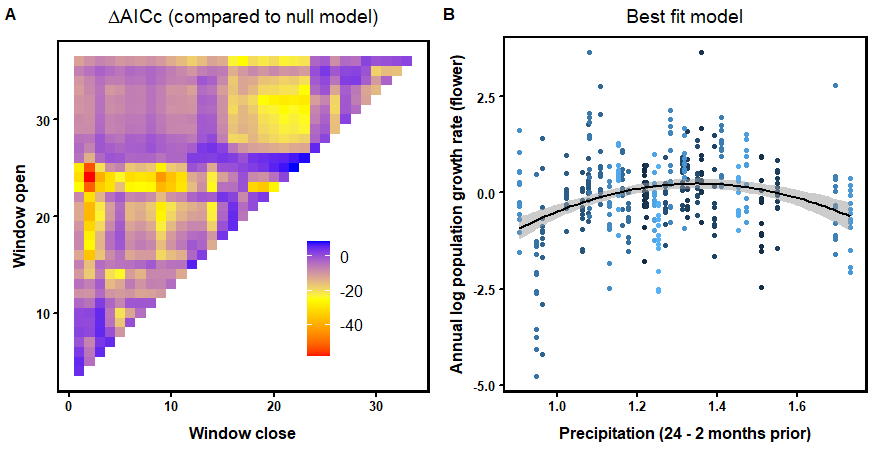 A
ΔAICc (compared to null model)
30
20
10
0
10
20
30
Window open
Window close
0
-20
-40
B
Best fit model
2.5
0.0
-2.5
-5.0
1.0
1.2
1.4
1.6
Annual log population growth rate (flower)
Precipitation (24 - 2 months prior)